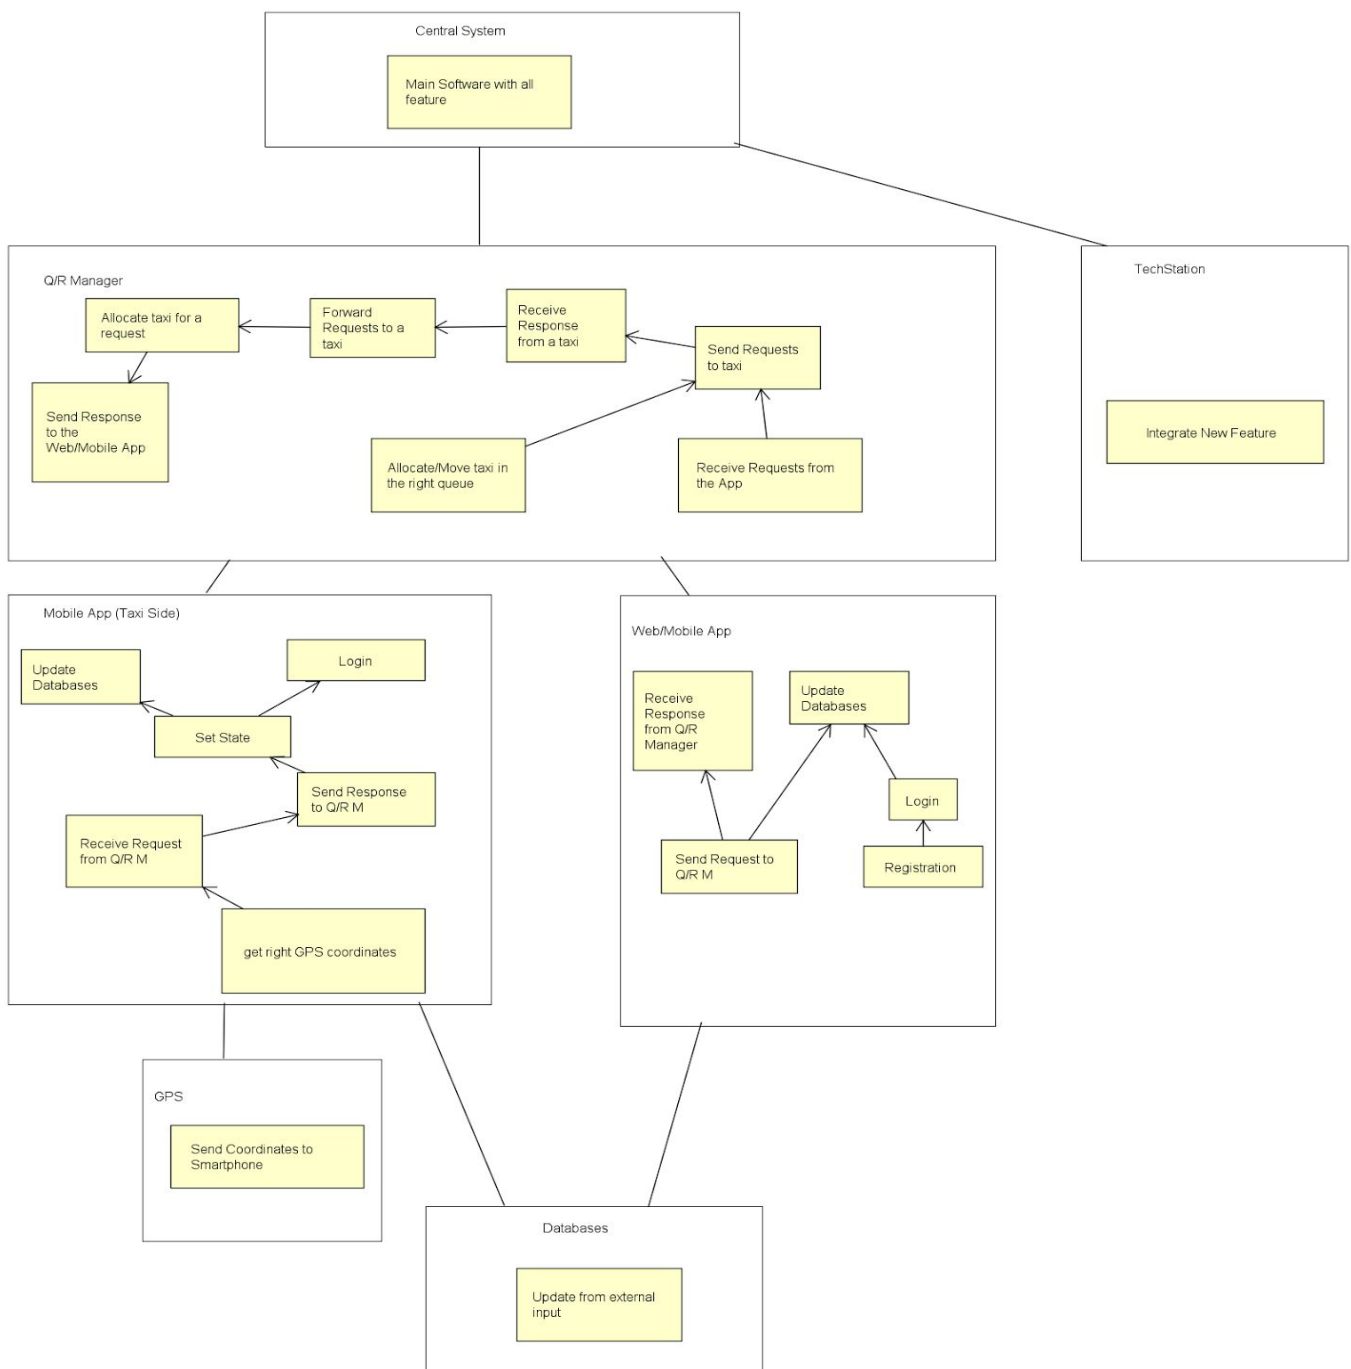 Central System
Main Software with all
feature
Q/R Manager
Allocate taxi for a
request
Forward
Requests to a
taxi
Receive
Response
from a taxi
Send Requests
to taxi
Send Response
to the
Web/Mobile App
Allocate/Move taxi in
the right queue
Receive Requests from
the App
TechStation
Integrate New Feature
Mobile App (Taxi Side)
Update
Databases
Login
Set State
Send Response
to Q/R M
Receive Request
from Q/R M
get right GPS coordinates
Web/Mobile App
Receive
Response
from Q/R
Manager
Update
Databases
Login
Send Request to
Q/R M
Registration
GPS
Send Coordinates to
Smartphone
Databases
Update from external
input